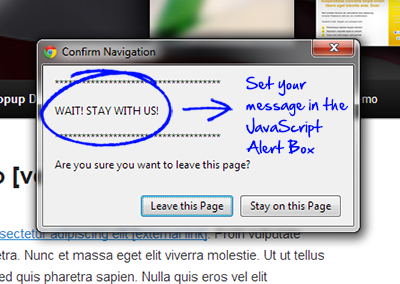 Confirm Navigation
opup D
mo
************************************
WAIT! STAY WITH US!
************************************
Set your
message in the
JavaScript
Alert Box
Are you sure you want to leave this page?
Leave this Page
Stay on this Page
o [v
sectetur adipiscing elit [external link]. Proin vulputate
etra. Nunc et massa eget elit viverra molestie. Ut ut tellus
ed quis pharetra sapien. Nulla quis eros vel elit